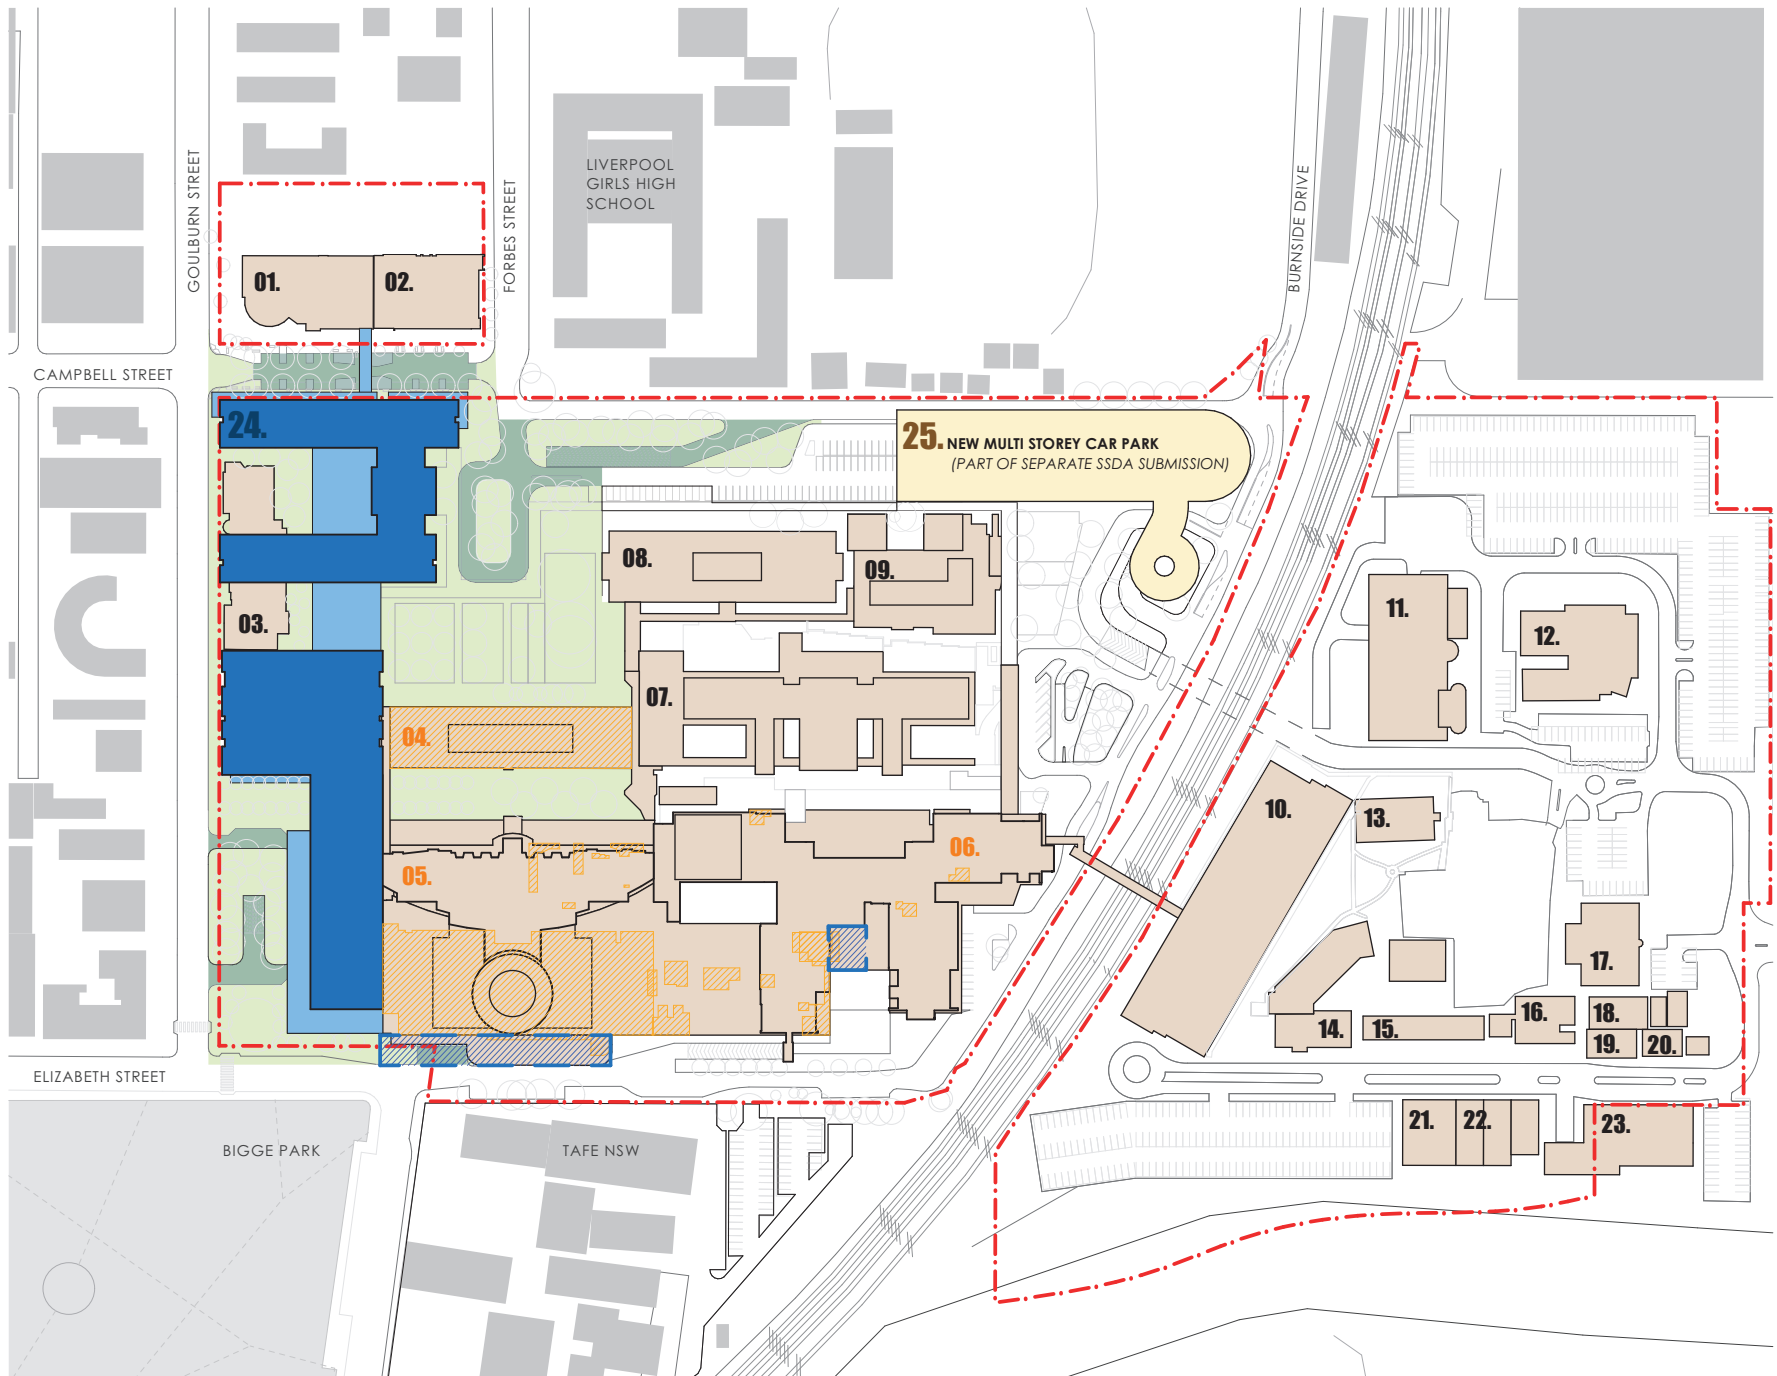 LIVERPOOL
GIRLS HIGH
SCHOOL
GOULBURN STREET
FORBES STREET
BURNSIDE DRIVE
01.
02.
CAMPBELL STREET
24.
25. NEW MULTI STOREY CAR PARK
(PART OF SEPARATE SSDA SUBMISSION)
08.
09.
03.
11.
12.
07.
04.
10.
13.
05.
06.
17.
14.
15.
16.
18.
19.
20.
ELIZABETH STREET
21.
22.
23.
BIGGE PARK
TAFE NSW